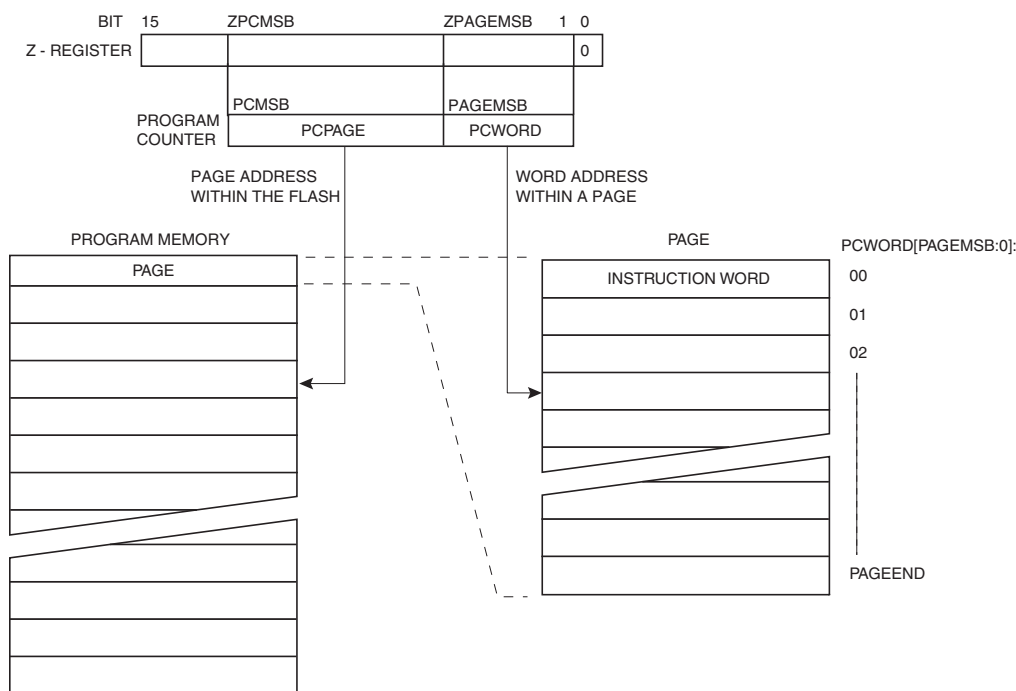 BIT 15 ZPCMSB ZPAGEMSB 1 0
Z - REGISTER 0
PCMSB PAGEMSB
PROGRAM
COUNTER
PCPAGE PCWORD
PAGE ADDRESS
WITHIN THE FLASH
WORD ADDRESS
WITHIN A PAGE
PROGRAM MEMORY
PAGE
PAGE
PCWORD[PAGEMSB:0]:
INSTRUCTION WORD 00
01
02
PAGEEND